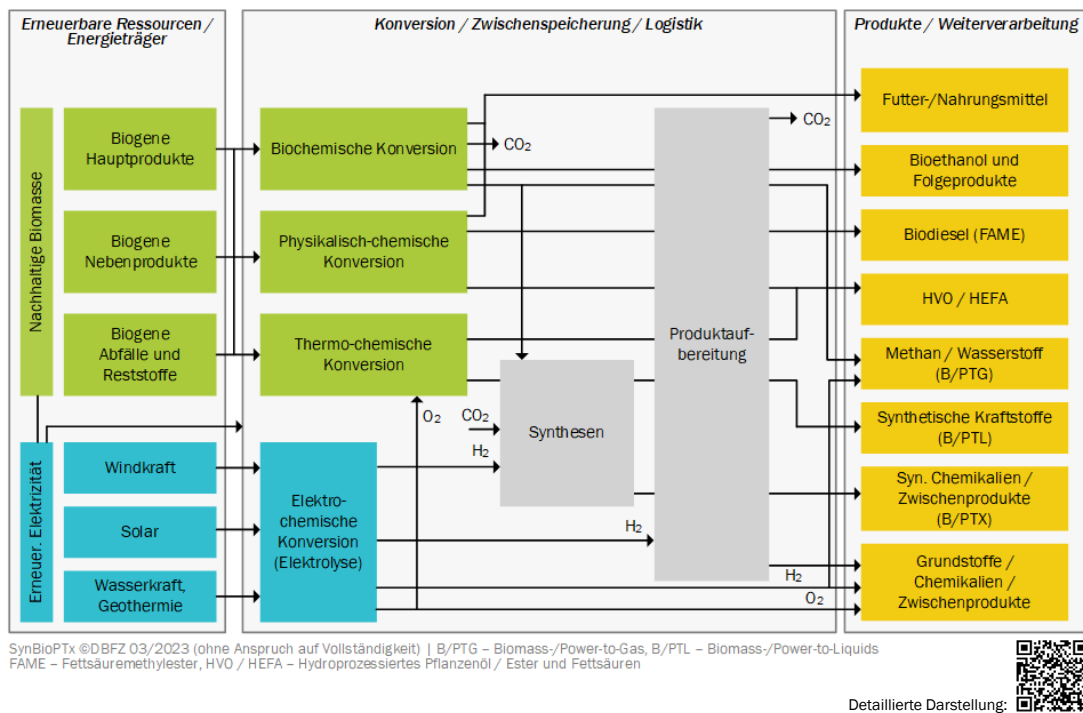 Erneuerbare Ressourcen /
Energieträger
Nachhaltige Biomasse
Biogene
Hauptprodukte
Biogene
Nebenprodukte
Biogene
Abfälle und
Reststoffe
Erneuer. Elektrizität
Windkraft
Solar
Wasserkraft,
Geothermie
Konversion / Zwischenspeicherung / Logistik
Biochemische Konversion
CO2
Physikalisch-chemische
Konversion
Thermo-chemische
Konversion
O2
CO2
H2
Synthesen
Elektro-
chemische
Konversion
(Elektrolyse)
H2
Produktauf-
bereitung
CO2
H2
O2
Produkte / Weiterverarbeitung
Futter-/Nahrungsmittel
Bioethanol und
Folgeprodukte
Biodiesel (FAME)
HVO / HEFA
Methan / Wasserstoff
(B/PTG)
Synthetische Kraftstoffe
(B/PTL)
Syn. Chemikalien /
Zwischenprodukte
(B/PTX)
Grundstoffe /
Chemikalien /
Zwischenprodukte
SynBioPTx ©DBFZ 03/2023 (ohne Anspruch auf Vollständigkeit) | B/PTG – Biomass-/Power-to-Gas, B/PTL – Biomass-/Power-to-Liquids
FAME – Fettsäuremethylester, HVO / HEFA – Hydroprozessiertes Pflanzenöl / Ester und Fettsäuren
Detaillierte Darstellung: